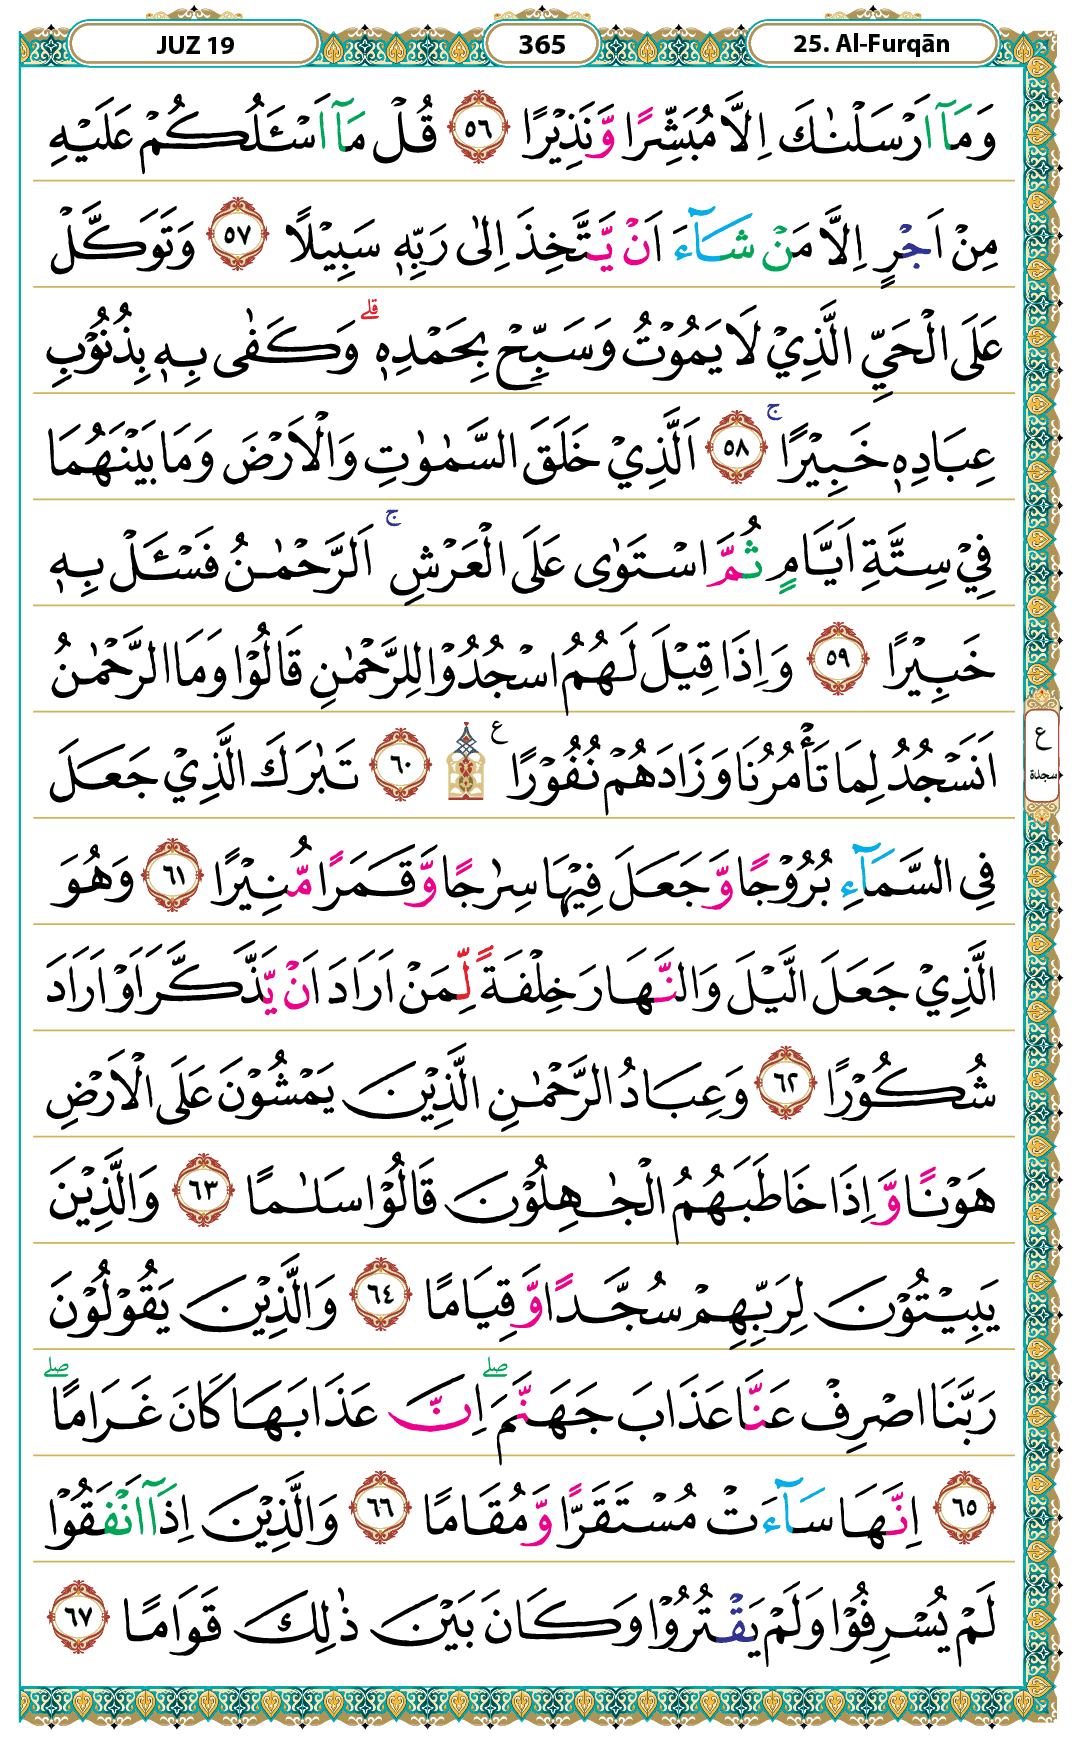 JUZ 19
365
25. Al-Furqān
وَمَآ اَرْسَلْنٰكَ اِلَّا مُبَشِّرًا وَّنَذِيْرًا ٥٦ قُلْ مَآ اَسْـَٔلُكُمْ عَلَيْهِ
مِنْ اَجْرٍ اِلَّا مَنْ شَآءَ اَنْ يَّتَّخِذَ اِلٰى رَبِّهٖ سَبِيْلًا ٥٧ وَتَوَكَّلْ
عَلَى الْحَيِّ الَّذِيْ لَا يَمُوْتُ وَسَبِّحْ بِحَمْدِهٖ ۗ وَكَفٰى بِهٖ بِذُنُوْبِ
عِبَادِهٖ خَبِيْرًا ۚ ٥٨ اَلَّذِيْ خَلَقَ السَّمٰوٰتِ وَالْاَرْضَ وَمَا بَيْنَهُمَا
فِيْ سِتَّةِ اَيَّامٍ ثُمَّ اسْتَوٰى عَلَى الْعَرْشِ ۚ اَلرَّحْمٰنُ فَسْـَٔلْ بِهٖ
خَبِيْرًا ٥٩ وَاِذَا قِيْلَ لَهُمُ اسْجُدُوْا لِلرَّحْمٰنِ قَالُوْا وَمَا الرَّحْمٰنُ
اَنَسْجُدُ لِمَا تَأْمُرُنَا وَزَادَهُمْ نُفُوْرًا ع ۩ ٦٠ تَبٰرَكَ الَّذِيْ جَعَلَ
ع
سجدة
فِى السَّمَآءِ بُرُوْجًا وَّجَعَلَ فِيْهَا سِرٰجًا وَّقَمَرًا مُّنِيْرًا ٦١ وَهُوَ
الَّذِيْ جَعَلَ الَّيْلَ وَالنَّهَارَ خِلْفَةً لِّمَنْ اَرَادَ اَنْ يَّذَّكَّرَ اَوْ اَرَادَ
شُكُوْرًا ٦٢ وَعِبَادُ الرَّحْمٰنِ الَّذِيْنَ يَمْشُوْنَ عَلَى الْاَرْضِ
هَوْنًا وَّاِذَا خَاطَبَهُمُ الْجٰهِلُوْنَ قَالُوْا سَلٰمًا ٦٣ وَالَّذِيْنَ
يَبِيْتُوْنَ لِرَبِّهِمْ سُجَّدًا وَّقِيَامًا ٦٤ وَالَّذِيْنَ يَقُوْلُوْنَ
رَبَّنَا اصْرِفْ عَنَّا عَذَابَ جَهَنَّمَ ۖ اِنَّ عَذَابَهَا كَانَ غَرَامًا ۖ
٦٥ اِنَّهَا سَآءَتْ مُسْتَقَرًّا وَّمُقَامًا ٦٦ وَالَّذِيْنَ اِذَآ اَنْفَقُوْا
لَمْ يُسْرِفُوْا وَلَمْ يَقْتُرُوْا وَكَانَ بَيْنَ ذٰلِكَ قَوَامًا ٦٧